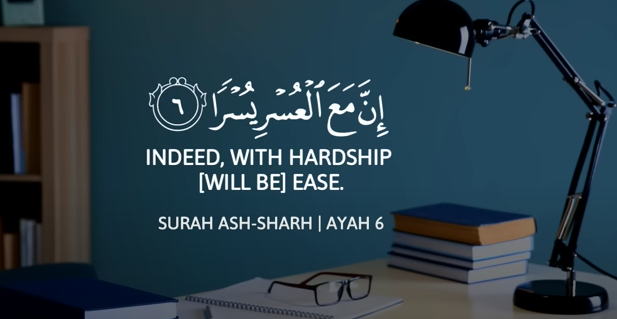 إِنَّ مَعَ ٱلْعُسْرِ يُسْرًا ٦
INDEED, WITH HARDSHIP
[WILL BE] EASE.
SURAH ASH-SHARH | AYAH 6